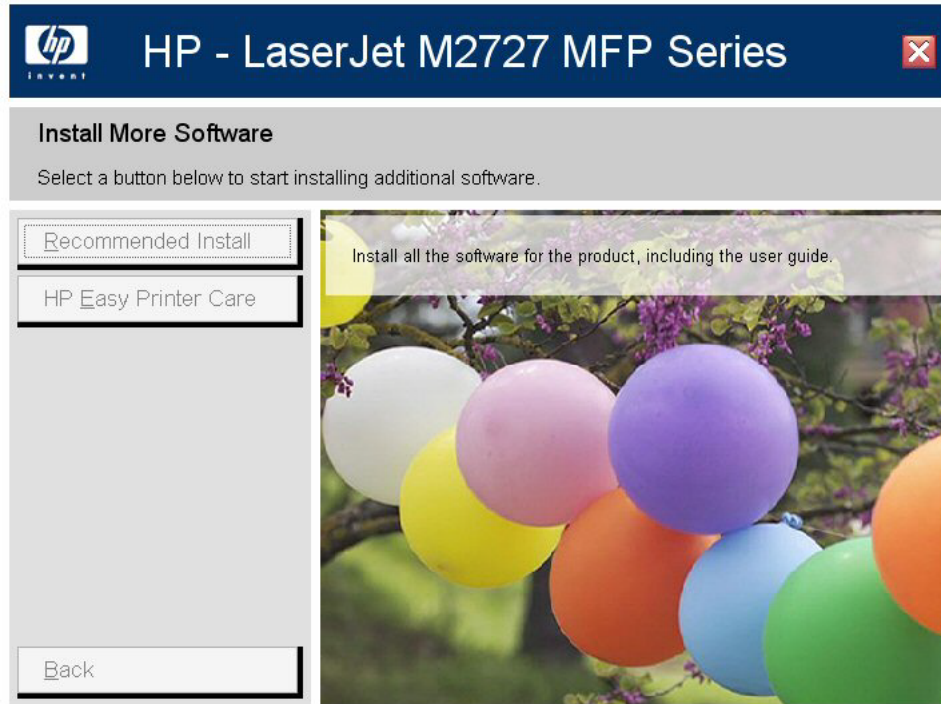 hp
invent
HP - LaserJet M2727 MFP Series
Install More Software
Select a button below to start installing additional software.
Recommended Install
Install all the software for the product, including the user guide.
HP Easy Printer Care
Back